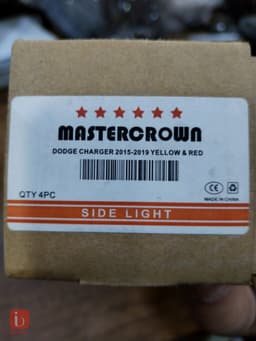 MASTERCROWN
DODGE CHARGER 2015-2019 YELLOW & RED
QTY 4PC
MADE IN CHINA
SIDE LIGHT